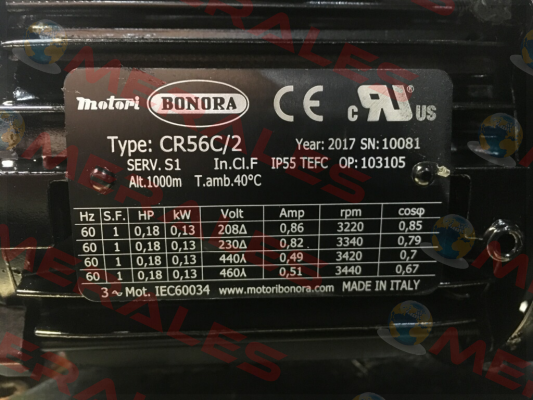 motori BONORA CE c RU US
Type: CR56C/2 Year: 2017 SN: 10081
SERV. S1 In.Cl.F IP55 TEFC OP: 103105
Alt.1000m T.amb.40°C
Hz S.F. HP kW Volt Amp rpm cosφ
60 1 0,18 0,13 208Δ 0,86 3220 0,85
60 1 0,18 0,13 230Δ 0,82 3340 0,79
60 1 0,18 0,13 440⅄ 0,49 3420 0,7
60 1 0,18 0,13 460⅄ 0,51 3440 0,67
3~Mot. IEC60034 www.motoribonora.com MADE IN ITALY
MERALES